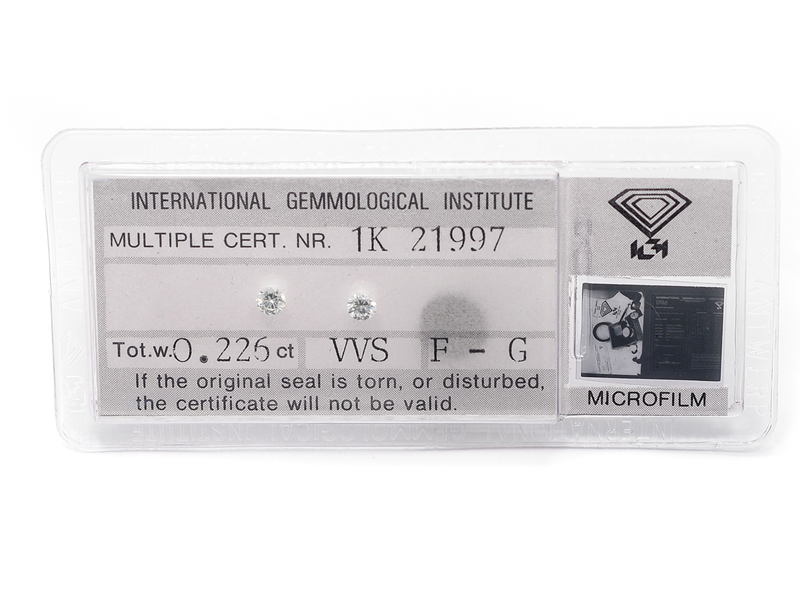 INTERNATIONAL GEMMOLOGICAL INSTITUTE
MULTIPLE CERT. NR. 1K 21997
Tot.w. 0.226 ct VVS F - G
If the original seal is torn, or disturbed,
the certificate will not be valid.
IGI
MICROFILM